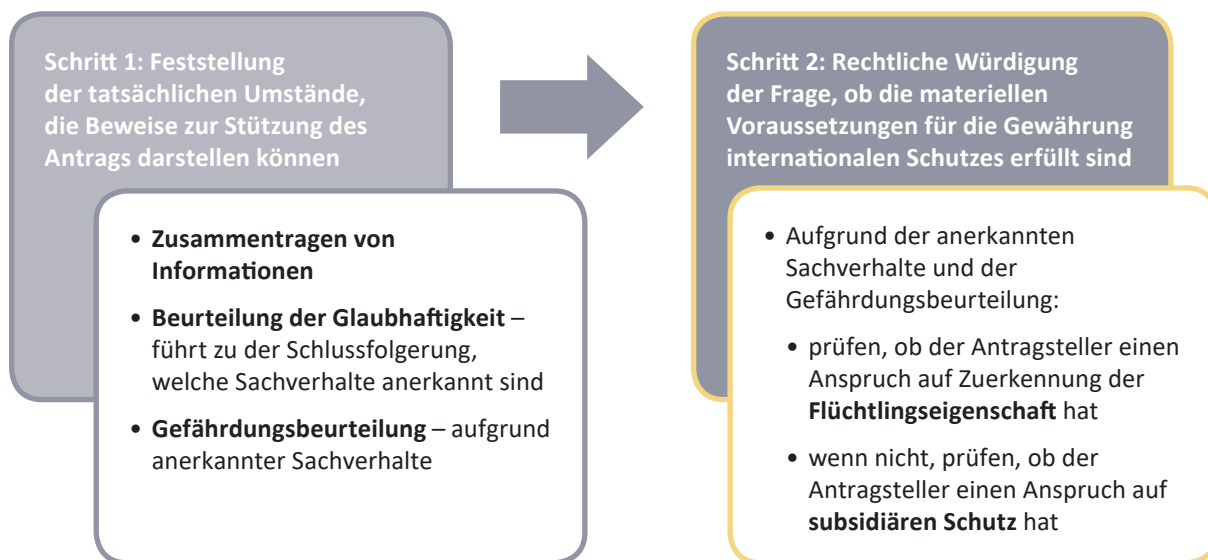 Schritt 1: Feststellung
der tatsächlichen Umstände,
die Beweise zur Stützung des
Antrags darstellen können
• Zusammentragen von
Informationen
• Beurteilung der Glaubhaftigkeit –
führt zu der Schlussfolgerung,
welche Sachverhalte anerkannt sind
• Gefährdungsbeurteilung – aufgrund
anerkannter Sachverhalte
Schritt 2: Rechtliche Würdigung
der Frage, ob die materiellen
Voraussetzungen für die Gewährung
internationalen Schutzes erfüllt sind
• Aufgrund der anerkannten
Sachverhalte und der
Gefährdungsbeurteilung:
• prüfen, ob der Antragsteller einen
Anspruch auf Zuerkennung der
Flüchtlingseigenschaft hat
• wenn nicht, prüfen, ob der
Antragsteller einen Anspruch auf
subsidiären Schutz hat